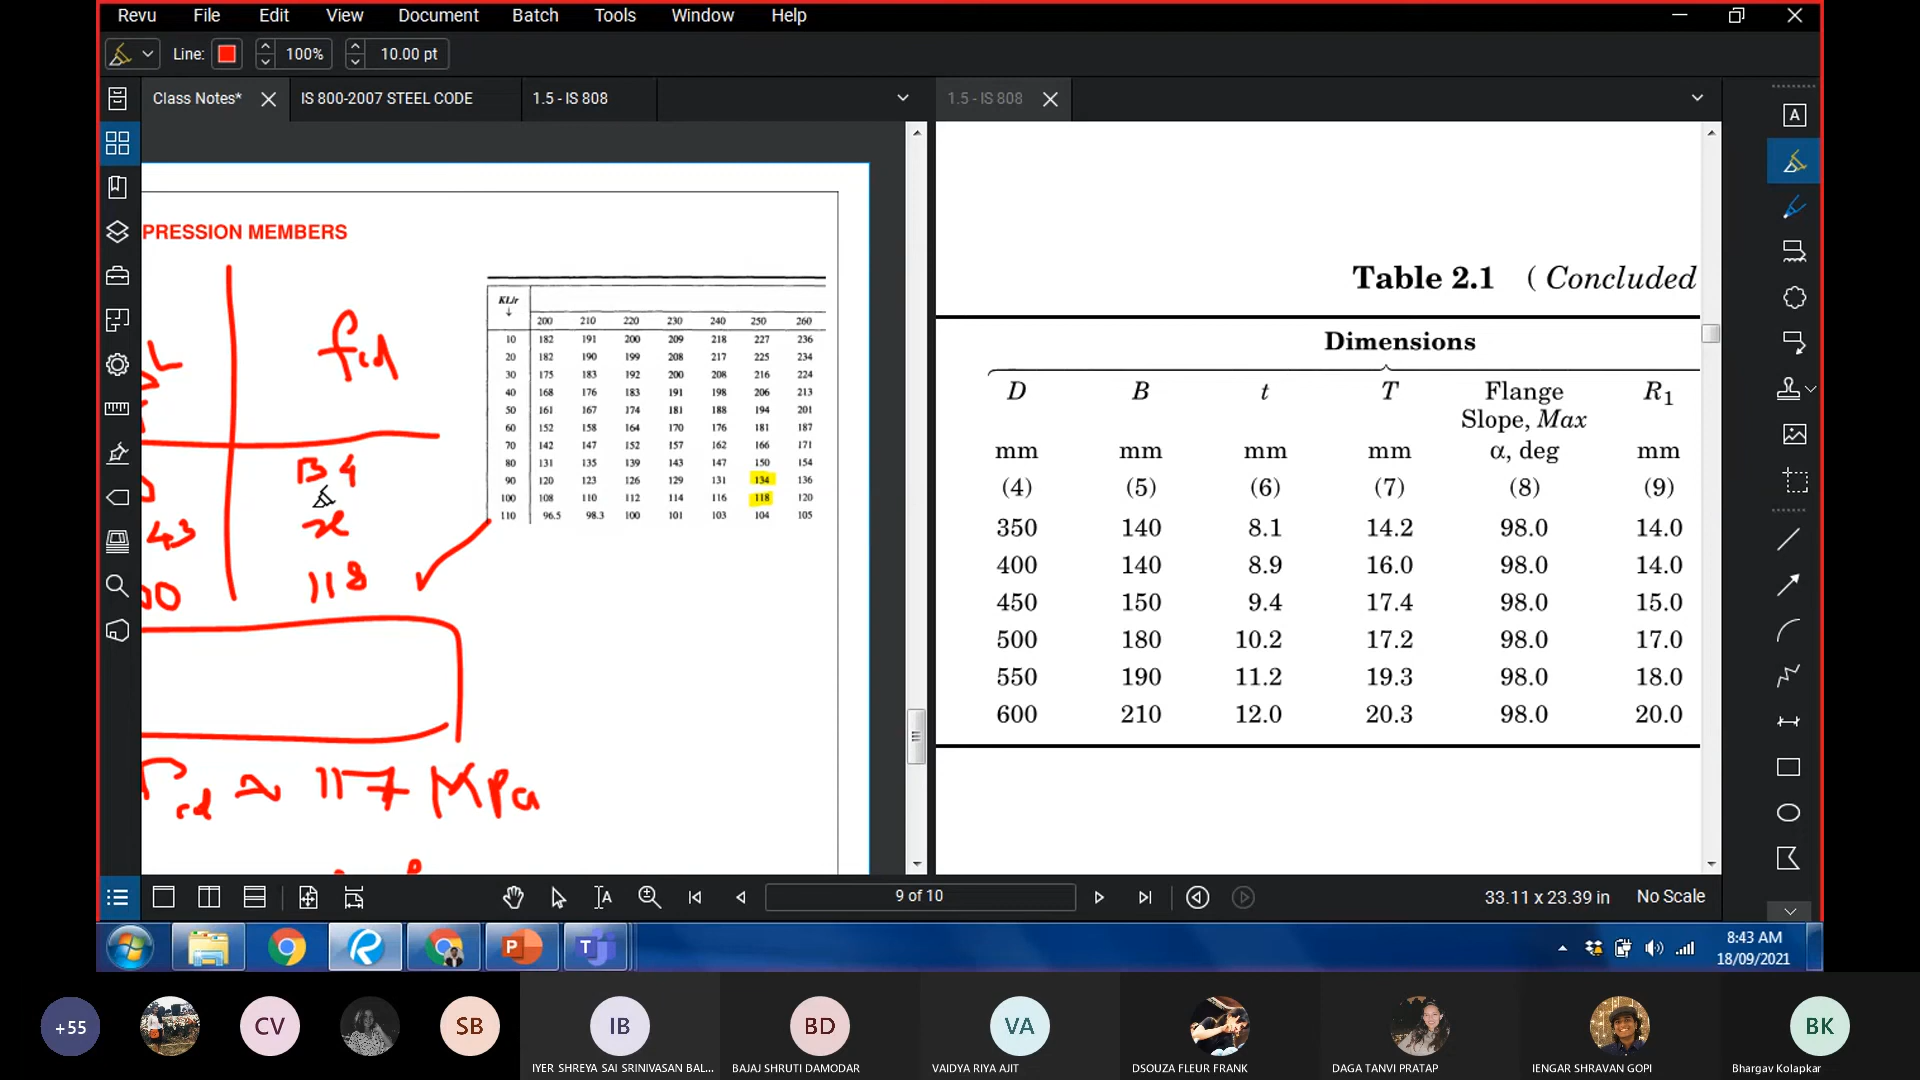 Revu File Edit View Document Batch Tools Window Help
Line: 100% 10.00 pt
Class Notes* IS 800-2007 STEEL CODE 1.5 - IS 808
1.5 - IS 808
PRESSION MEMBERS
fcd
KL/r
200 210 220 230 240 250 260
10 182 191 200 209 218 227 236
20 182 190 199 208 217 225 234
30 175 183 192 200 208 216 224
40 168 176 183 191 198 206 213
50 161 167 174 181 188 194 201
60 152 158 164 170 176 181 187
70 142 147 152 157 162 166 171
80 131 135 139 143 147 150 154
90 120 123 126 129 131 134 136
100 108 110 112 114 116 118 120
110 96.5 98.3 100 101 103 104 105
134
43 x
00 118
cd ≈ 117 MPa
Table 2.1 ( Concluded
Dimensions
D B t T Flange Slope, Max R1
mm mm mm mm α, deg mm
(4) (5) (6) (7) (8) (9)
350 140 8.1 14.2 98.0 14.0
400 140 8.9 16.0 98.0 14.0
450 150 9.4 17.4 98.0 15.0
500 180 10.2 17.2 98.0 17.0
550 190 11.2 19.3 98.0 18.0
600 210 12.0 20.3 98.0 20.0
9 of 10
33.11 x 23.39 in No Scale
8:43 AM
18/09/2021
+55 CV SB IB BD VA BK
IYER SHREYA SAI SRINIVASAN BAL... BAJAJ SHRUTI DAMODAR VAIDYA RIYA AJIT DSOUZA FLEUR FRANK DAGA TANVI PRATAP IENGAR SHRAVAN GOPI Bhargav Kolapkar